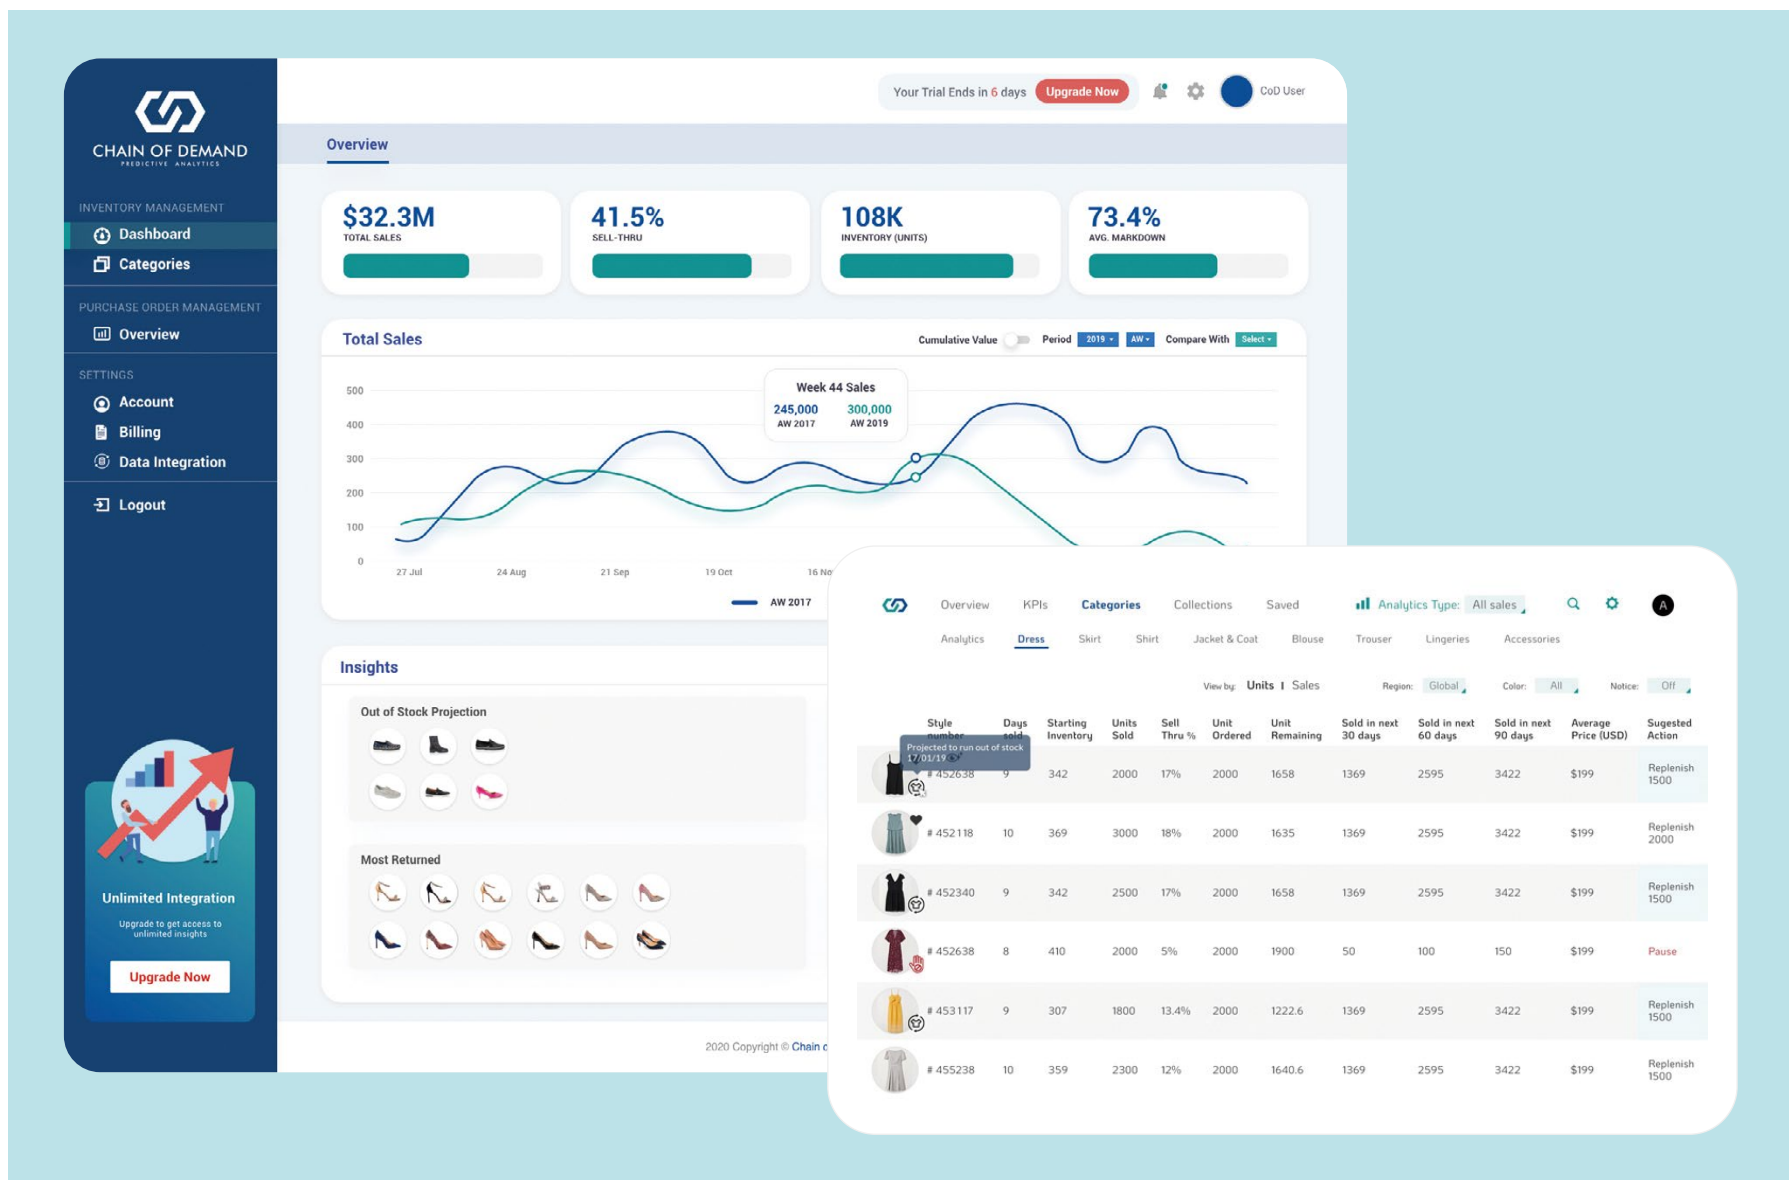 CHAIN OF DEMAND
PREDICTIVE ANALYTICS
INVENTORY MANAGEMENT
Dashboard
Categories
PURCHASE ORDER MANAGEMENT
Overview
SETTINGS
Account
Billing
Data Integration
Logout
Unlimited Integration
Upgrade to get access to
unlimited insights
Upgrade Now
Your Trial Ends in 6 days Upgrade Now CoD User
Overview
$32.3M
TOTAL SALES
41.5%
SELL-THRU
108K
INVENTORY (UNITS)
73.4%
AVG. MARKDOWN
Total Sales Cumulative Value Period 2019 AW Compare With Select
Week 44 Sales
245,000 300,000
AW 2017 AW 2019
500
400
300
200
100
0
27 Jul 24 Aug 21 Sep 19 Oct 16 No
AW 2017
Insights
Out of Stock Projection
Most Returned
2020 Copyright © Chain o
Overview KPIs Categories Collections Saved Analytics Type: All sales A
Analytics Dress Skirt Shirt Jacket & Coat Blouse Trouser Lingeries Accessories
View by: Units | Sales Region: Global Color: All Notice: Off
Style Days Starting Units Sell Unit Unit Sold in next Sold in next Sold in next Average Sugested
number sold Inventory Sold Thru % Ordered Remaining 30 days 60 days 90 days Price (USD) Action
Projected to run out of stock
17/01/19
# 452638 9 342 2000 17% 2000 1658 1369 2595 3422 $199 Replenish
1500
# 452118 10 369 3000 18% 2000 1635 1369 2595 3422 $199 Replenish
2000
# 452340 9 342 2500 17% 2000 1658 1369 2595 3422 $199 Replenish
1500
# 452638 8 410 2000 5% 2000 1900 50 100 150 $199 Pause
# 453117 9 307 1800 13.4% 2000 1222.6 1369 2595 3422 $199 Replenish
1500
# 455238 10 359 2300 12% 2000 1640.6 1369 2595 3422 $199 Replenish
1500